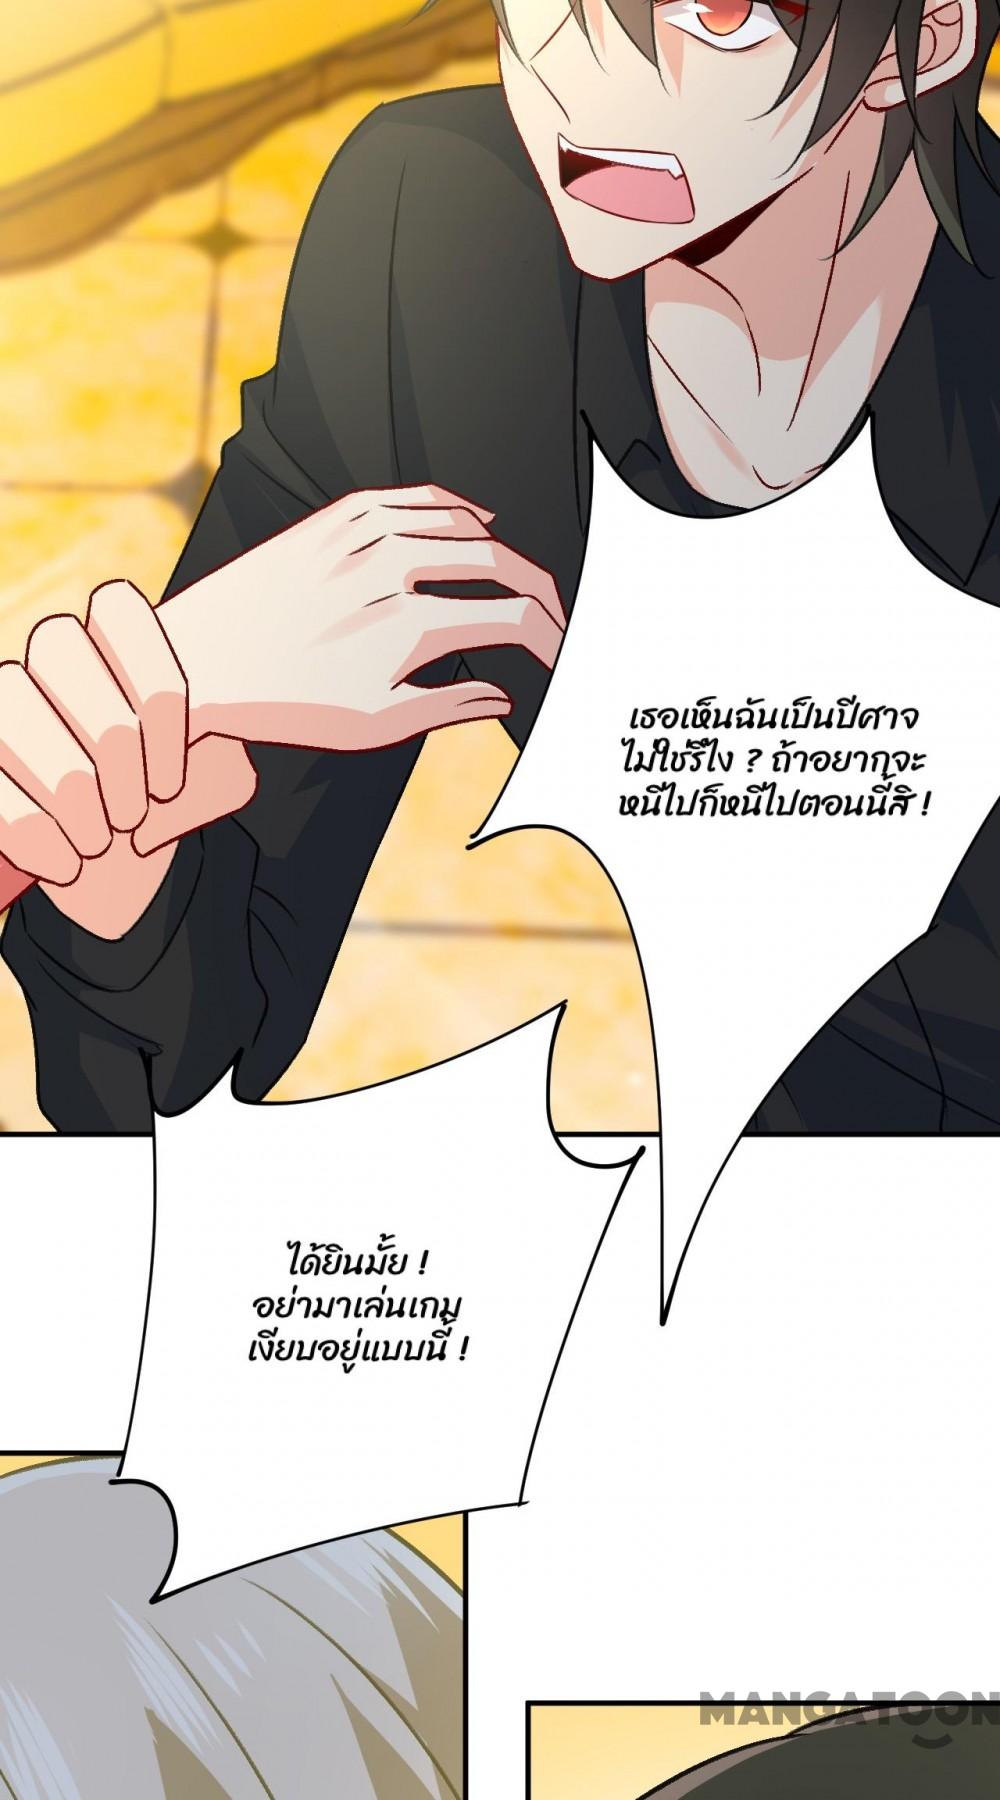 เธอเห็นฉันเป็นปีศาจ
ไม่ใช่รึไง ? ถ้าอยากจะ
หนีไปก็หนีไปตอนนี้สิ !
ได้ยินมั้ย !
อย่ามาเล่นเกม
เงียบอยู่แบบนี้ !
MANGATOON